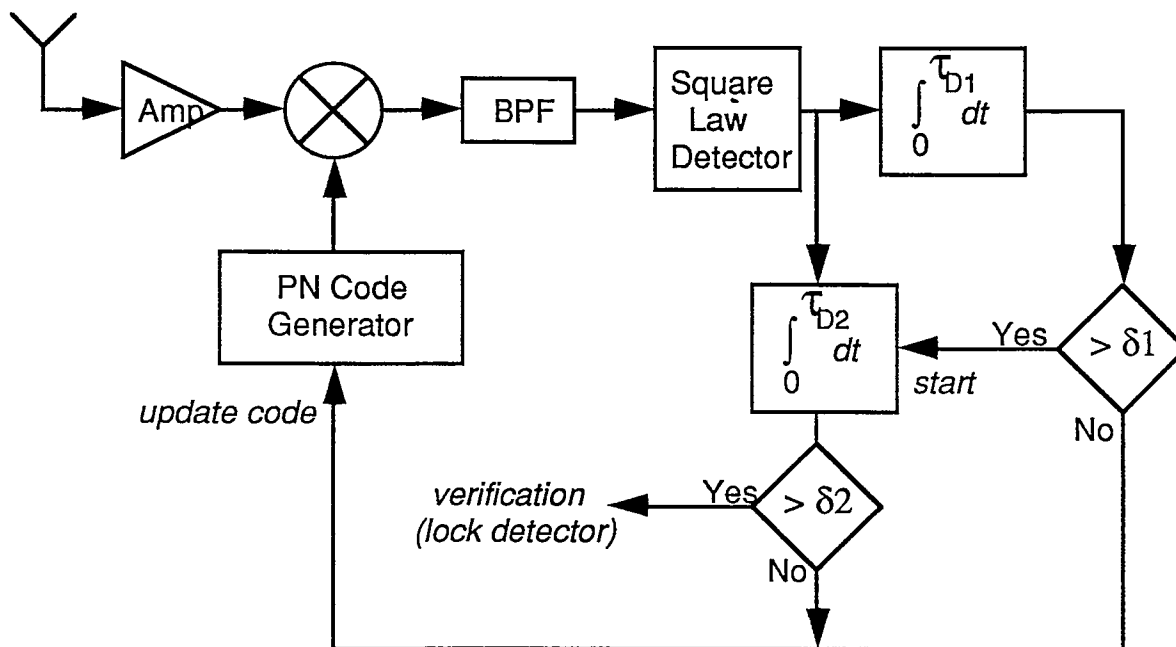 Amp
BPF
Square
Law
Detector
τD1
∫ dt
0
PN Code
Generator
τD2
∫ dt
0
Yes
start
> δ1
No
update code
verification
(lock detector)
Yes
> δ2
No